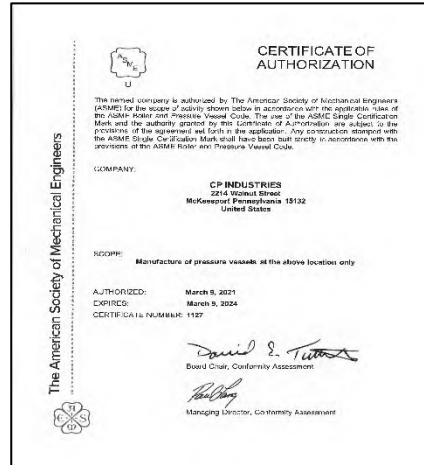 ASME
U
CERTIFICATE OF
AUTHORIZATION
The named company is authorized by The American Society of Mechanical Engineers
(ASME) for the scope of activity shown below in accordance with the applicable rules of
the ASME Boiler and Pressure Vessel Code. The use of the ASME Single Certification
Mark and the authority granted by this Certificate of Authorization are subject to the
provisions of the agreement set forth in the application. Any construction stamped with
the ASME Single Certification Mark shall have been built strictly in accordance with the
provisions of the ASME Boiler and Pressure Vessel Code.
COMPANY:
CP INDUSTRIES
2214 Walnut Street
McKeesport Pennsylvania 15132
United States
SCOPE:
Manufacture of pressure vessels at the above location only
AUTHORIZED: March 9, 2021
EXPIRES: March 9, 2024
CERTIFICATE NUMBER: 1127
Board Chair, Conformity Assessment
Managing Director, Conformity Assessment
The American Society of Mechanical Engineers